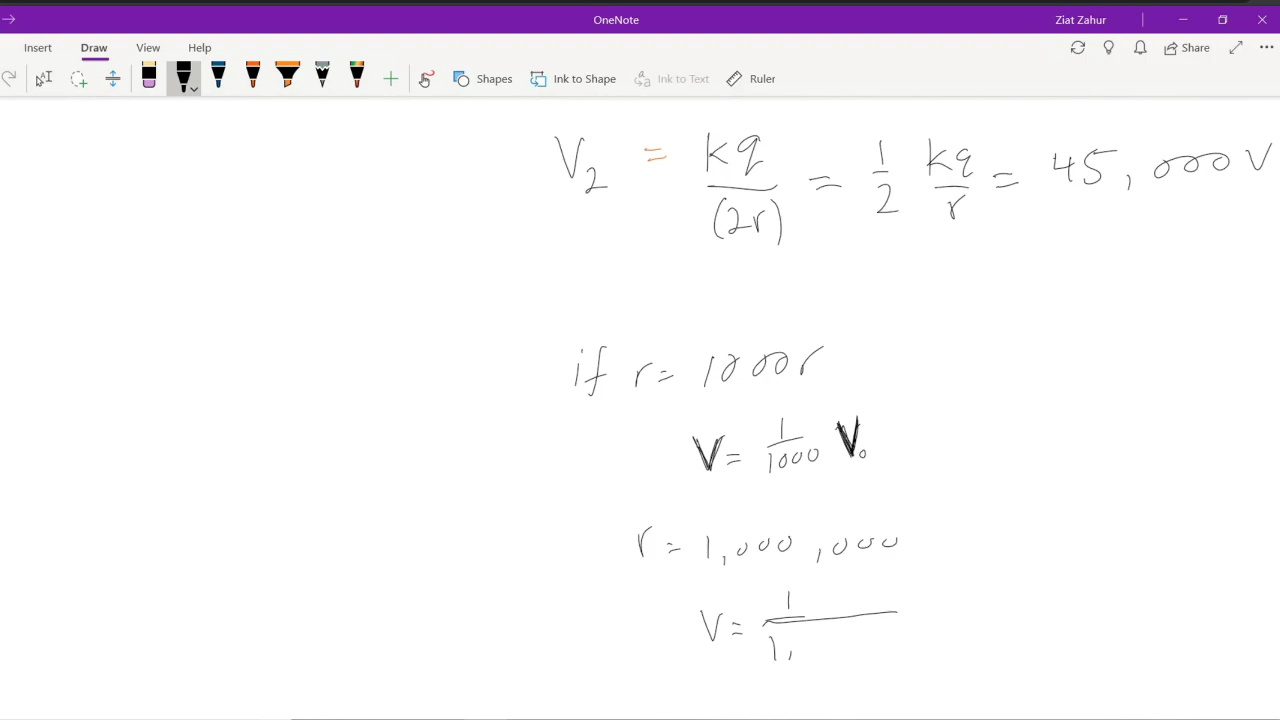 OneNote
Ziat Zahur
Insert Draw View Help
Share
Shapes Ink to Shape Ink to Text Ruler
V₂ = kq/(2r) = 1/2 kq/r = 45,000 V
if r = 1000r
V = 1/1000 V₀
r = 1,000,000
V = 1/1,